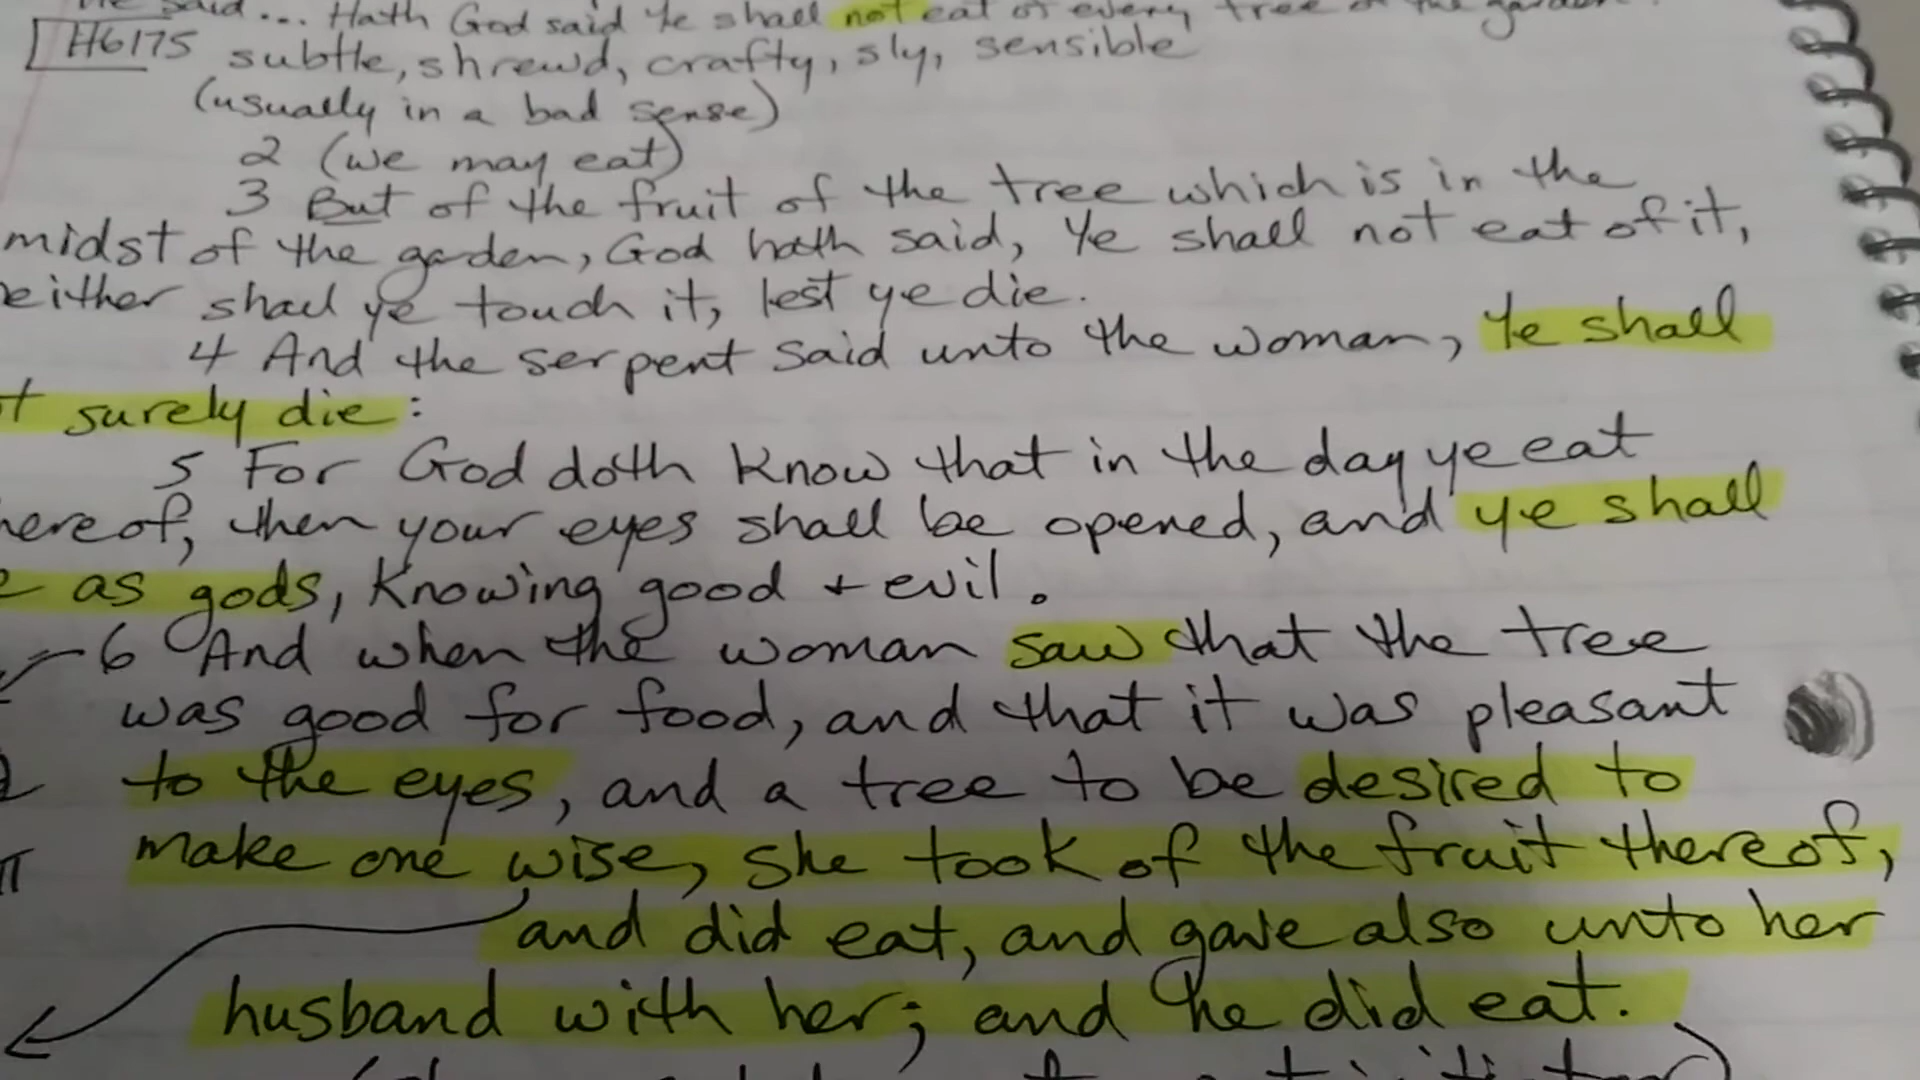 said... Hath God said Ye shall not eat of every tree of the garden
H6175 subtle, shrewd, crafty, sly, sensible
(usually in a bad sense)
2 (we may eat)
3 But of the fruit of the tree which is in the
midst of the garden, God hath said, Ye shall not eat of it,
either shall ye touch it, lest ye die.
4 And the serpent said unto the woman, Ye shall
t surely die:
5 For God doth know that in the day ye eat
hereof, then your eyes shall be opened, and ye shall
e as gods, knowing good + evil.
6 And when the woman saw that the tree
was good for food, and that it was pleasant
to the eyes, and a tree to be desired to
make one wise, she took of the fruit thereof,
and did eat, and gave also unto her
husband with her; and he did eat.